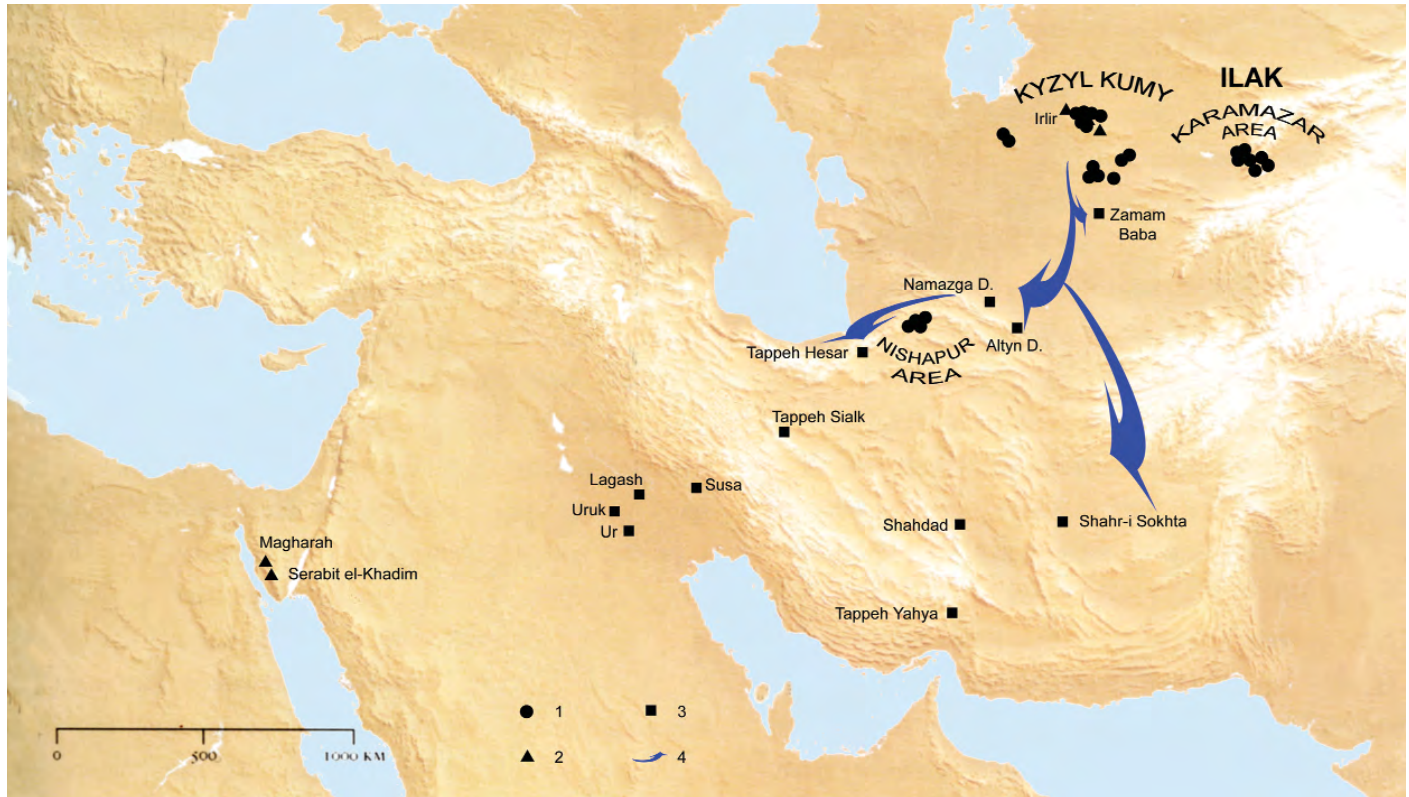 KYZYL KUMY
ILAK
KARAMAZAR
AREA
Irlir
Zamam
Baba
Namazga D.
Altyn D.
NISHAPUR
AREA
Tappeh Hesar
Tappeh Sialk
Lagash
Susa
Uruk
Ur
Shahdad
Shahr-i Sokhta
Magharah
Serabit el-Khadim
Tappeh Yahya
1
3
2
4
0 500 1000 KM